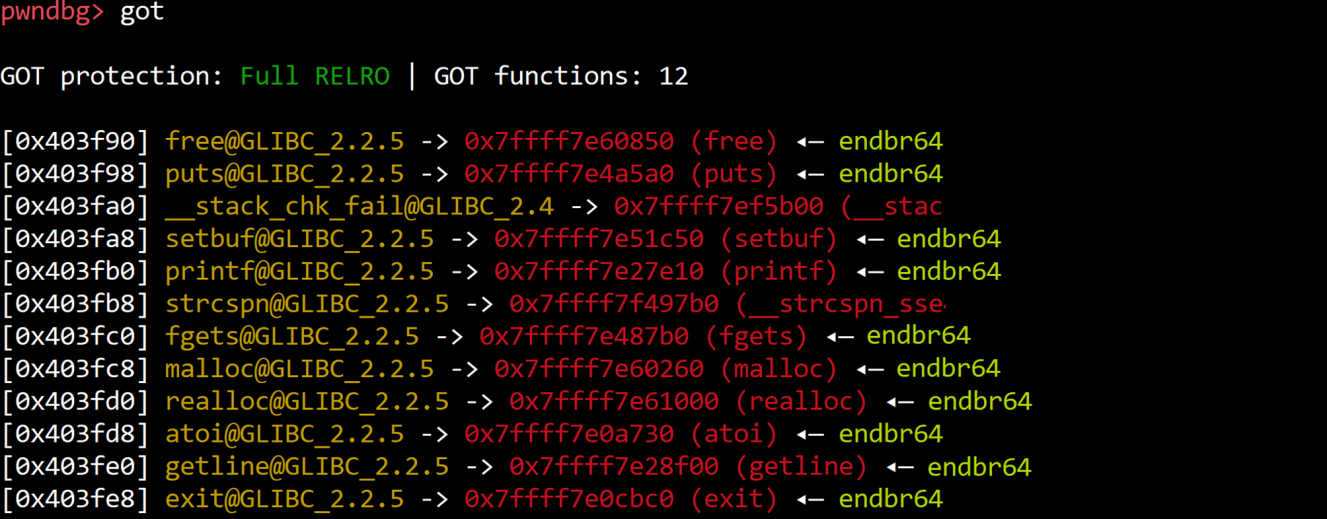 pwndbg> got
GOT protection: Full RELRO | GOT functions: 12
[0x403f90] free@GLIBC_2.2.5 -> 0x7ffff7e60850 (free) ◂— endbr64
[0x403f98] puts@GLIBC_2.2.5 -> 0x7ffff7e4a5a0 (puts) ◂— endbr64
[0x403fa0] __stack_chk_fail@GLIBC_2.4 -> 0x7ffff7ef5b00 (__stac
[0x403fa8] setbuf@GLIBC_2.2.5 -> 0x7ffff7e51c50 (setbuf) ◂— endbr64
[0x403fb0] printf@GLIBC_2.2.5 -> 0x7ffff7e27e10 (printf) ◂— endbr64
[0x403fb8] strcspn@GLIBC_2.2.5 -> 0x7ffff7f497b0 (__strcspn_sse
[0x403fc0] fgets@GLIBC_2.2.5 -> 0x7ffff7e487b0 (fgets) ◂— endbr64
[0x403fc8] malloc@GLIBC_2.2.5 -> 0x7ffff7e60260 (malloc) ◂— endbr64
[0x403fd0] realloc@GLIBC_2.2.5 -> 0x7ffff7e61000 (realloc) ◂— endbr64
[0x403fd8] atoi@GLIBC_2.2.5 -> 0x7ffff7e0a730 (atoi) ◂— endbr64
[0x403fe0] getline@GLIBC_2.2.5 -> 0x7ffff7e28f00 (getline) ◂— endbr64
[0x403fe8] exit@GLIBC_2.2.5 -> 0x7ffff7e0cbc0 (exit) ◂— endbr64